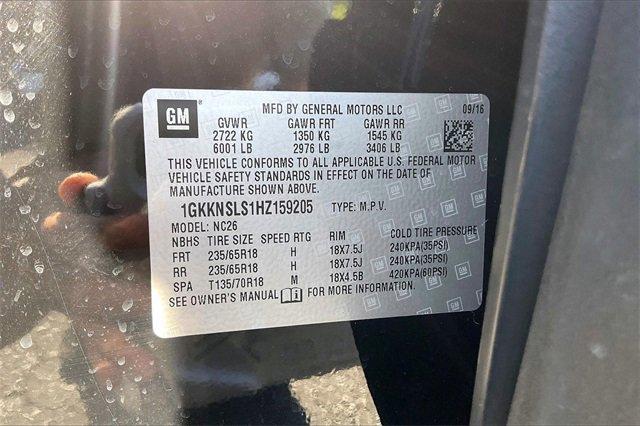 GM
MFD BY GENERAL MOTORS LLC 09/16
GVWR GAWR FRT GAWR RR
2722 KG 1350 KG 1545 KG
6001 LB 2976 LB 3406 LB
THIS VEHICLE CONFORMS TO ALL APPLICABLE U.S. FEDERAL MOTOR
VEHICLE SAFETY STANDARDS IN EFFECT ON THE DATE OF
MANUFACTURE SHOWN ABOVE.
1GKKNSLS1HZ159205 TYPE: M.P.V.
MODEL: NC26
NBHS TIRE SIZE SPEED RTG RIM COLD TIRE PRESSURE
FRT 235/65R18 H 18X7.5J 240KPA(35PSI)
RR 235/65R18 H 18X7.5J 240KPA(35PSI)
SPA T135/70R18 M 18X4.5B 420KPA(60PSI)
SEE OWNER'S MANUAL FOR MORE INFORMATION.